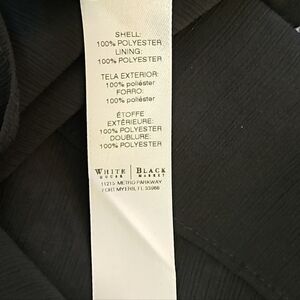 SHELL:
100% POLYESTER
LINING:
100% POLYESTER
TELA EXTERIOR:
100% poliéster
FORRO:
100% poliéster
ÉTOFFE
EXTÉRIEURE:
100% POLYESTER
DOUBLURE:
100% POLYESTER
WHITE | BLACK
HOUSE | MARKET
11215 METRO PARKWAY
FORT MYERS, FL 33966